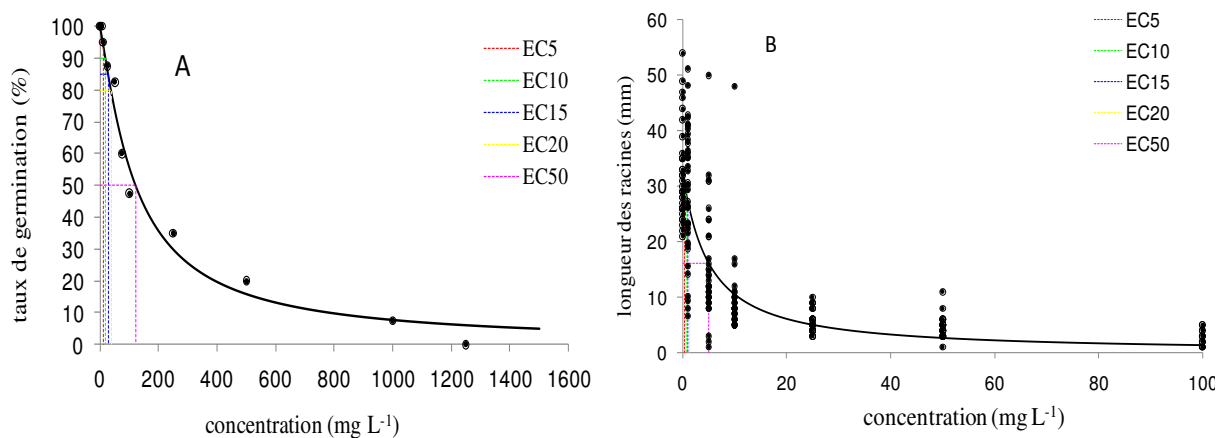 A
taux de germination (%)
100
90
80
70
60
50
40
30
20
10
0
0 200 400 600 800 1000 1200 1400 1600
concentration (mg L-1)
EC5
EC10
EC15
EC20
EC50
B
longueur des racines (mm)
60
50
40
30
20
10
0
0 20 40 60 80 100
concentration (mg L-1)
EC5
EC10
EC15
EC20
EC50